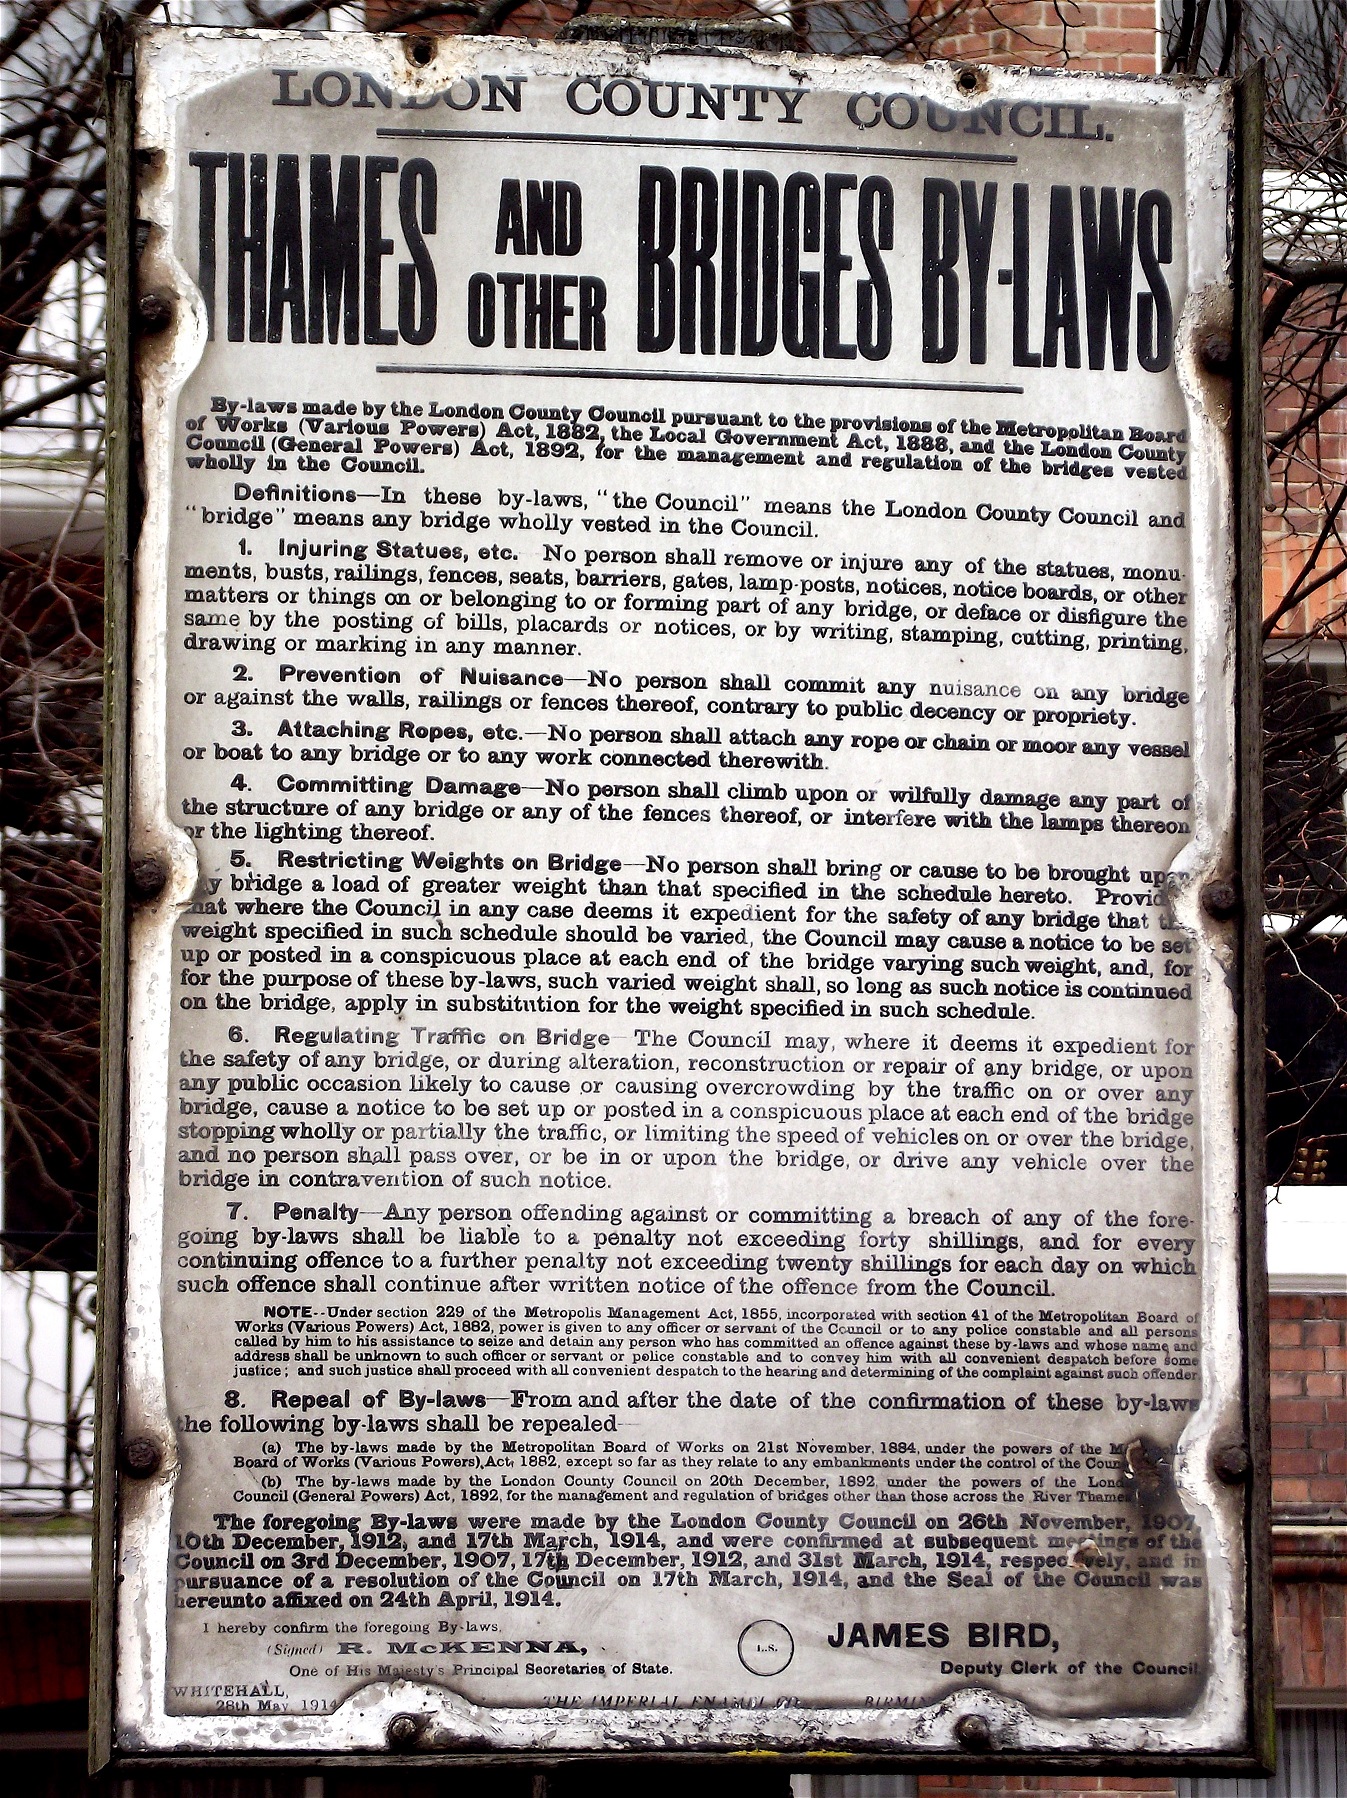 LONDON COUNTY COUNCIL.
THAMES AND OTHER BRIDGES BY-LAWS
By-laws made by the London County Council pursuant to the provisions of the Metropolitan Board
of Works (Various Powers) Act, 1882, the Local Government Act, 1888, and the London County
Council (General Powers) Act, 1892, for the management and regulation of the bridges vested
wholly in the Council.
Definitions—In these by-laws, "the Council" means the London County Council and
"bridge" means any bridge wholly vested in the Council.
1. Injuring Statues, etc. No person shall remove or injure any of the statues, monu-
ments, busts, railings, fences, seats, barriers, gates, lamp-posts, notices, notice boards, or other
matters or things on or belonging to or forming part of any bridge, or deface or disfigure the
same by the posting of bills, placards or notices, or by writing, stamping, cutting, printing,
drawing or marking in any manner.
2. Prevention of Nuisance—No person shall commit any nuisance on any bridge
or against the walls, railings or fences thereof, contrary to public decency or propriety.
3. Attaching Ropes, etc.—No person shall attach any rope or chain or moor any vessel
or boat to any bridge or to any work connected therewith.
4. Committing Damage—No person shall climb upon or wilfully damage any part of
the structure of any bridge or any of the fences thereof, or interfere with the lamps thereon
or the lighting thereof.
5. Restricting Weights on Bridge—No person shall bring or cause to be brought upon
y bridge a load of greater weight than that specified in the schedule hereto. Provid
that where the Council in any case deems it expedient for the safety of any bridge that the
weight specified in such schedule should be varied, the Council may cause a notice to be set
up or posted in a conspicuous place at each end of the bridge varying such weight, and, for
for the purpose of these by-laws, such varied weight shall, so long as such notice is continued
on the bridge, apply in substitution for the weight specified in such schedule.
6. Regulating Traffic on Bridge—The Council may, where it deems it expedient for
the safety of any bridge, or during alteration, reconstruction or repair of any bridge, or upon
any public occasion likely to cause or causing overcrowding by the traffic on or over any
bridge, cause a notice to be set up or posted in a conspicuous place at each end of the bridge
stopping wholly or partially the traffic, or limiting the speed of vehicles on or over the bridge,
and no person shall pass over, or be in or upon the bridge, or drive any vehicle over the
bridge in contravention of such notice.
7. Penalty—Any person offending against or committing a breach of any of the fore-
going by-laws shall be liable to a penalty not exceeding forty shillings, and for every
continuing offence to a further penalty not exceeding twenty shillings for each day on which
such offence shall continue after written notice of the offence from the Council.
NOTE--Under section 229 of the Metropolis Management Act, 1855, incorporated with section 41 of the Metropolitan Board of
Works (Various Powers) Act, 1882, power is given to any officer or servant of the Council or to any police constable and all persons
called by him to his assistance to seize and detain any person who has committed an offence against these by-laws and whose name and
address shall be unknown to such officer or servant or police constable and to convey him with all convenient despatch before some
justice; and such justice shall proceed with all convenient despatch to the hearing and determining of the complaint against such offender
8. Repeal of By-laws—From and after the date of the confirmation of these by-laws
the following by-laws shall be repealed—
(a) The by-laws made by the Metropolitan Board of Works on 21st November, 1884, under the powers of the
Board of Works (Various Powers), Act, 1882, except so far as they relate to any embankments under the control of the Coun
(b) The by-laws made by the London County Council on 20th December, 1892, under the powers of the Lond
Council (General Powers) Act, 1892, for the management and regulation of bridges other than those across the River Thames
The foregoing By-laws were made by the London County Council on 26th November, 1907,
10th December, 1912, and 17th March, 1914, and were confirmed at subsequent meetings of the
Council on 3rd December, 1907, 17th December, 1912, and 31st March, 1914, respectively, and in
pursuance of a resolution of the Council on 17th March, 1914, and the Seal of the Council was
hereunto affixed on 24th April, 1914.
I hereby confirm the foregoing By-laws.
(Signed) R. McKENNA,
One of His Majesty's Principal Secretaries of State.
L.S.
JAMES BIRD,
Deputy Clerk of the Council
WHITEHALL,
28th May 1914
THE IMPERIAL ENAMEL Co. BIRMIN